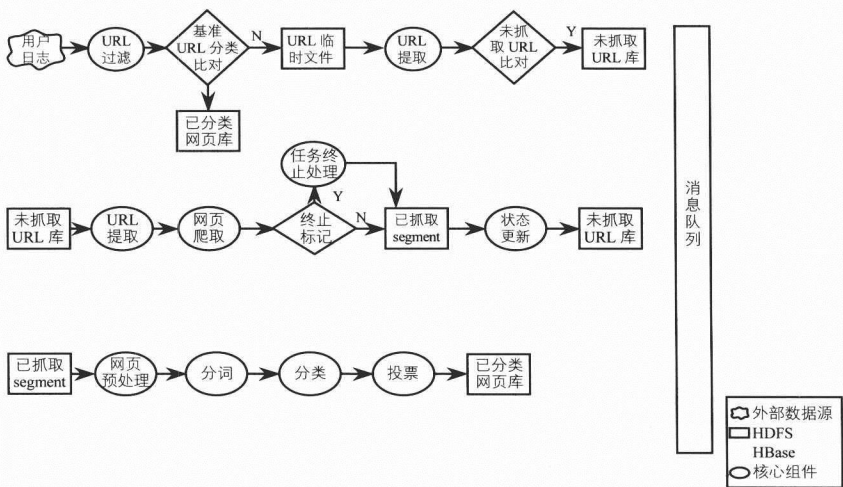 用户
日志
URL
过滤
基准
URL 分类
比对
N
URL 临
时文件
URL
提取
未抓
取 URL
比对
Y
未抓取
URL 库
已分类
网页库
任务终
止处理
Y
未抓取
URL 库
URL
提取
网页
爬取
终止
标记
N
已抓取
segment
状态
更新
未抓取
URL 库
已抓取
segment
网页
预处理
分词
分类
投票
已分类
网页库
消
息
队
列
外部数据源
HDFS
HBase
核心组件